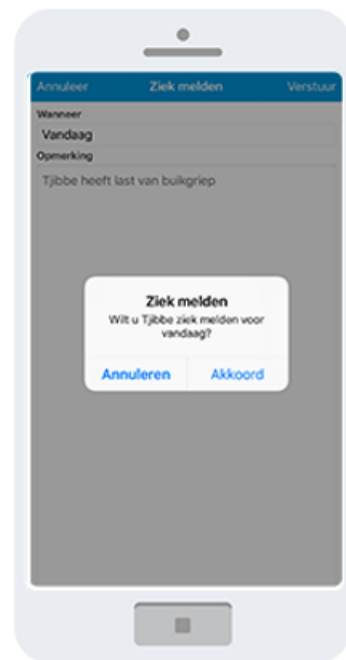 Annuleer Ziek melden Verstuur
Wanneer
Vandaag
Opmerking
Tjibbe heeft last van buikgriep
Ziek melden
Wilt u Tjibbe ziek melden voor
vandaag?
Annuleren Akkoord